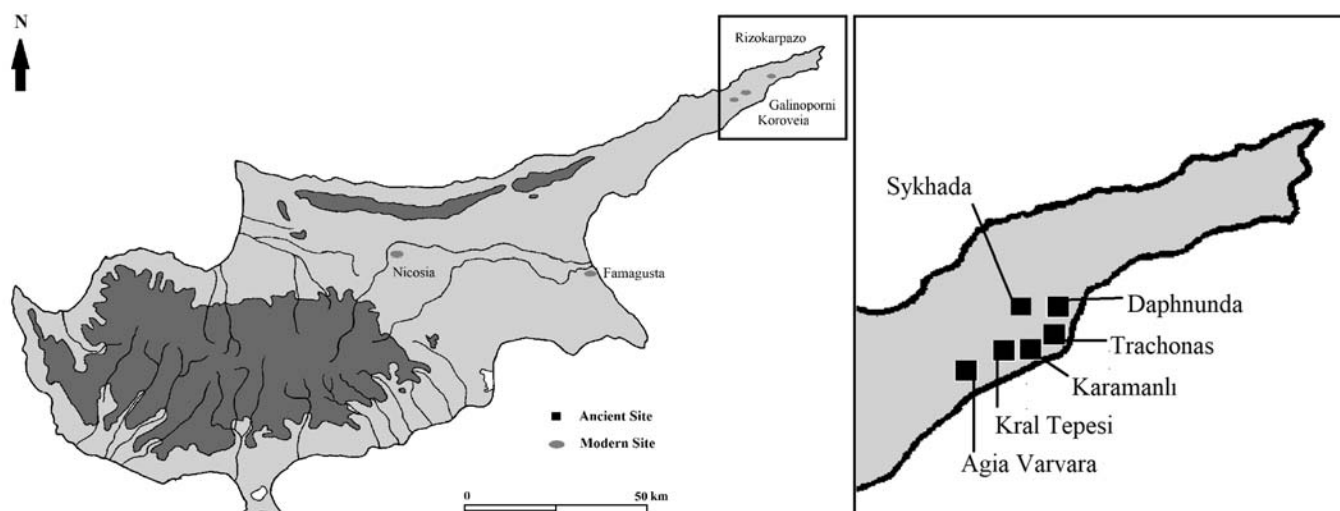 N
Rizokarpazo
Galinoporni
Koroveia
Nicosia
Famagusta
Ancient Site
Modern Site
0 50 km
Sykhada
Daphnunda
Trachonas
Karamanlı
Kral Tepesi
Agia Varvara